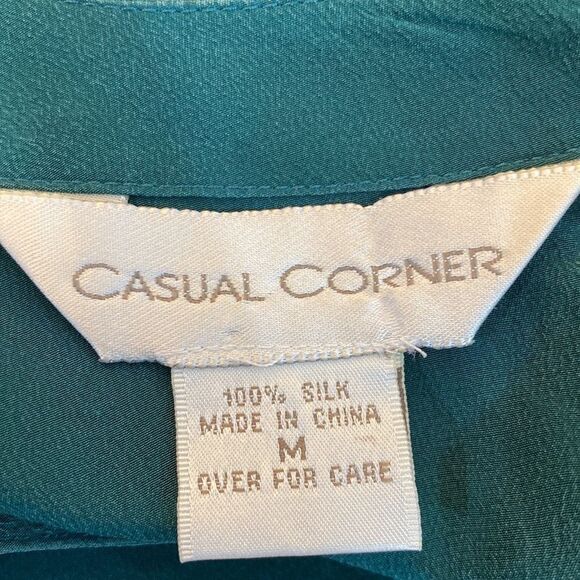 CASUAL CORNER
100% SILK
MADE IN CHINA
M
OVER FOR CARE